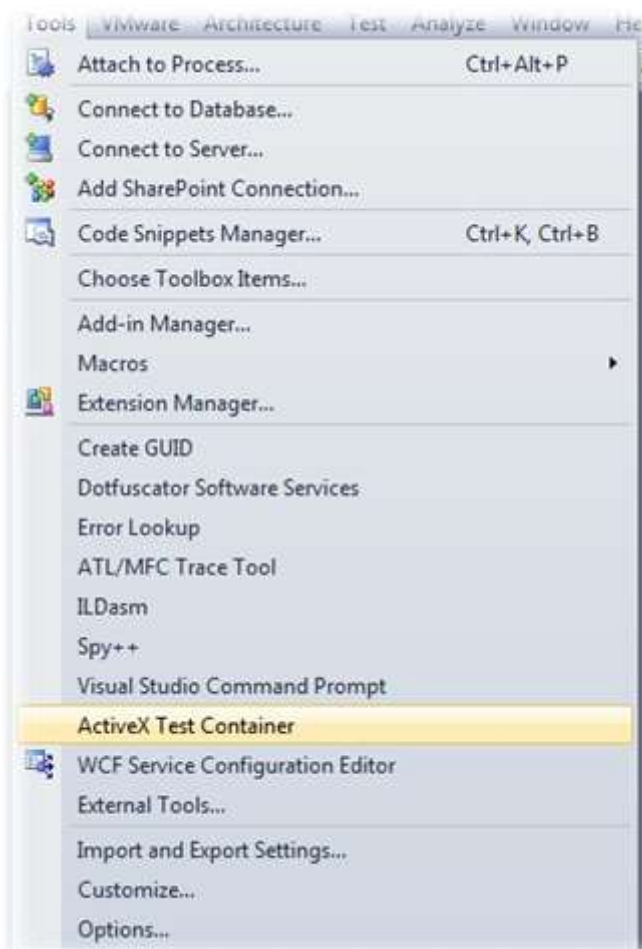 Tools VMware Architecture Test Analyze Window
Attach to Process... Ctrl+Alt+P
Connect to Database...
Connect to Server...
Add SharePoint Connection...
Code Snippets Manager... Ctrl+K, Ctrl+B
Choose Toolbox Items...
Add-in Manager...
Macros
Extension Manager...
Create GUID
Dotfuscator Software Services
Error Lookup
ATL/MFC Trace Tool
ILDasm
Spy++
Visual Studio Command Prompt
ActiveX Test Container
WCF Service Configuration Editor
External Tools...
Import and Export Settings...
Customize...
Options...